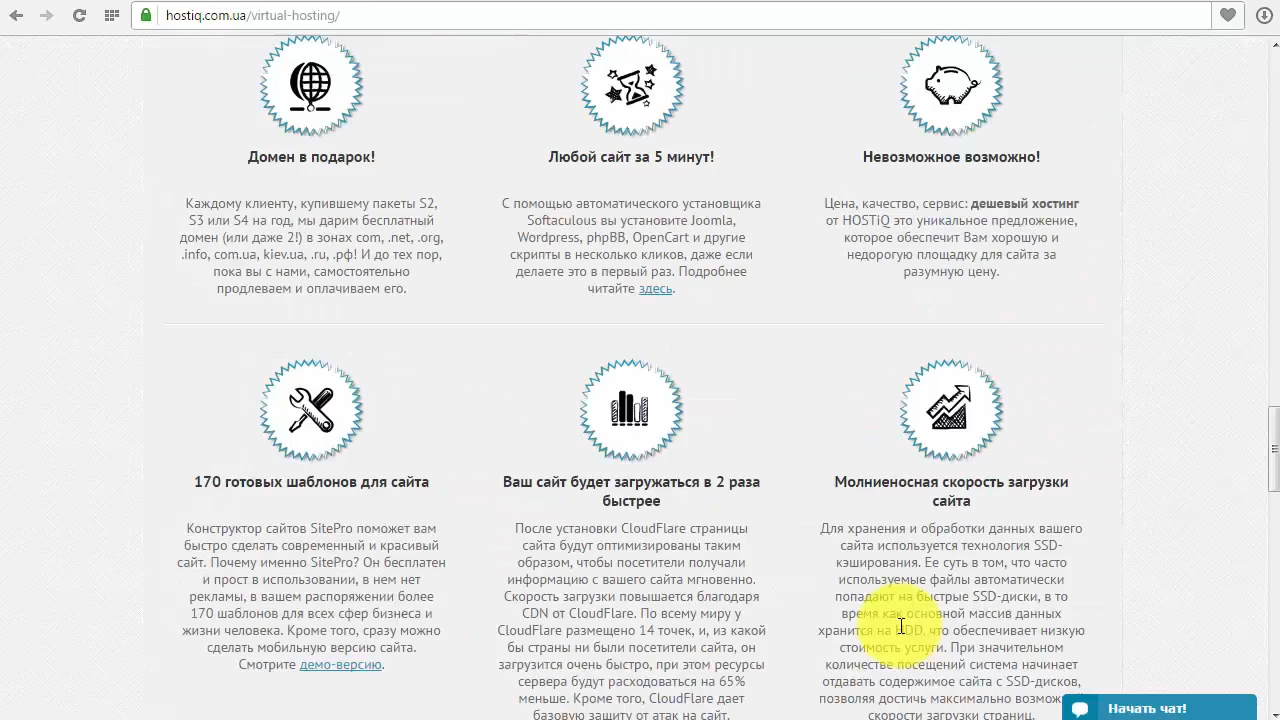 hostiq.com.ua/virtual-hosting/
Домен в подарок!
Каждому клиенту, купившему пакеты S2,
S3 или S4 на год, мы дарим бесплатный
домен (или даже 2!) в зонах com, .net, .org,
.info, com.ua, kiev.ua, .ru, .рф! И до тех пор,
пока вы с нами, самостоятельно
продлеваем и оплачиваем его.
Любой сайт за 5 минут!
С помощью автоматического установщика
Softaculous вы установите Joomla,
Wordpress, phpBB, OpenCart и другие
скрипты в несколько кликов, даже если
делаете это в первый раз. Подробнее
читайте здесь.
Невозможное возможно!
Цена, качество, сервис: дешевый хостинг
от HOSTiQ это уникальное предложение,
которое обеспечит Вам хорошую и
недорогую площадку для сайта за
разумную цену.
170 готовых шаблонов для сайта
Конструктор сайтов SitePro поможет вам
быстро сделать современный и красивый
сайт. Почему именно SitePro? Он бесплатен
и прост в использовании, в нем нет
рекламы, в вашем распоряжении более
170 шаблонов для всех сфер бизнеса и
жизни человека. Кроме того, сразу можно
сделать мобильную версию сайта.
Смотрите демо-версию.
Ваш сайт будет загружаться в 2 раза
быстрее
После установки CloudFlare страницы
сайта будут оптимизированы таким
образом, чтобы посетители получали
информацию с вашего сайта мгновенно.
Скорость загрузки повышается благодаря
CDN от CloudFlare. По всему миру у
CloudFlare размещено 14 точек, и, из какой
бы страны ни были посетители сайта, он
загрузится очень быстро, при этом ресурсы
сервера будут расходоваться на 65%
меньше. Кроме того, CloudFlare дает
базовую защиту от атак на сайт.
Молниеносная скорость загрузки
сайта
Для хранения и обработки данных вашего
сайта используется технология SSD-
кэширования. Ее суть в том, что часто
используемые файлы автоматически
попадают на быстрые SSD-диски, в то
время как основной массив данных
хранится на HDD, что обеспечивает низкую
стоимость услуги. При значительном
количестве посещений система начинает
отдавать содержимое сайта с SSD-дисков,
позволяя достичь максимально
скорости загрузки страниц.
Начать чат!